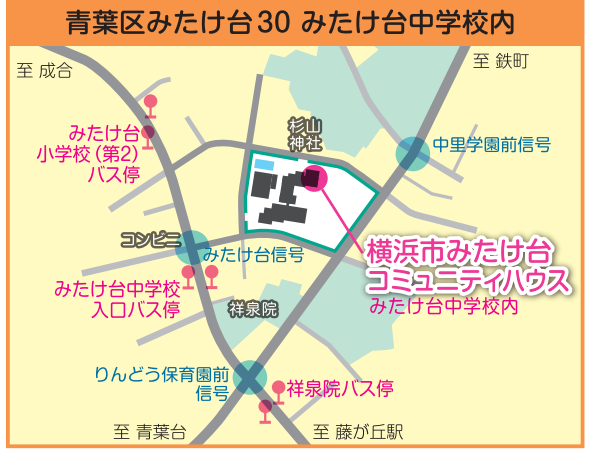 青葉区みたけ台30 みたけ台中学校内
至 成合
至 鉄町
みたけ台
小学校(第2)
バス停
杉山
神社
中里学園前信号
コンビニ
みたけ台信号
横浜市みたけ台
コミュニティハウス
みたけ台中学校内
みたけ台中学校
入口バス停
祥泉院
りんどう保育園前
信号
祥泉院バス停
至 青葉台
至 藤が丘駅